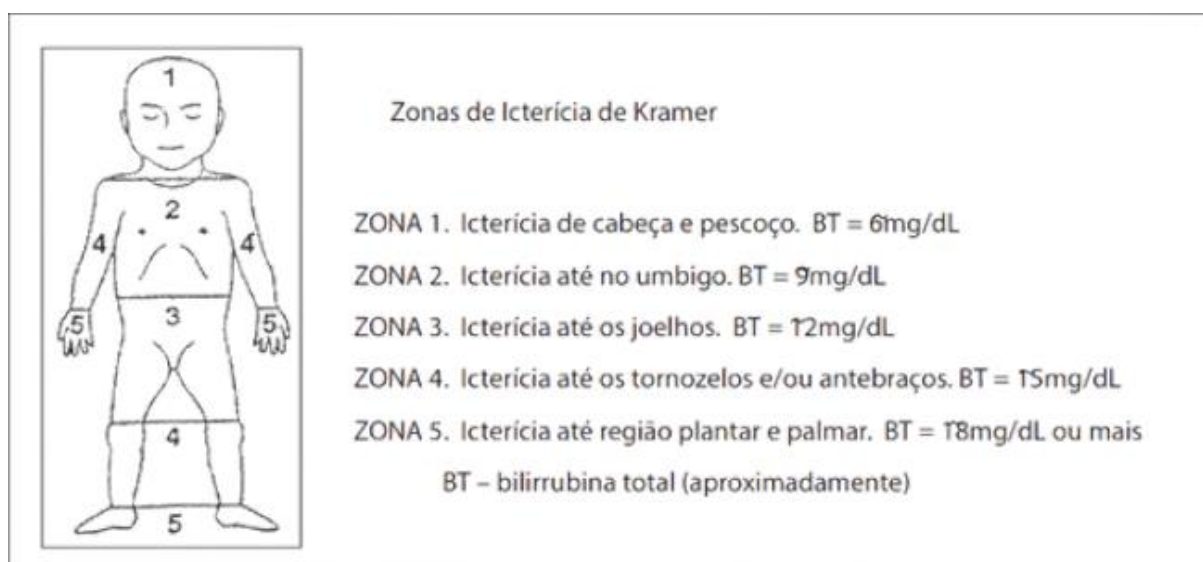 1
2
4
4
3
5
5
4
5
Zonas de Icterícia de Kramer
ZONA 1. Icterícia de cabeça e pescoço. BT = 6mg/dL
ZONA 2. Icterícia até no umbigo. BT = 9mg/dL
ZONA 3. Icterícia até os joelhos. BT = 12mg/dL
ZONA 4. Icterícia até os tornozelos e/ou antebraços. BT = 15mg/dL
ZONA 5. Icterícia até região plantar e palmar. BT = 18mg/dL ou mais
BT – bilirrubina total (aproximadamente)